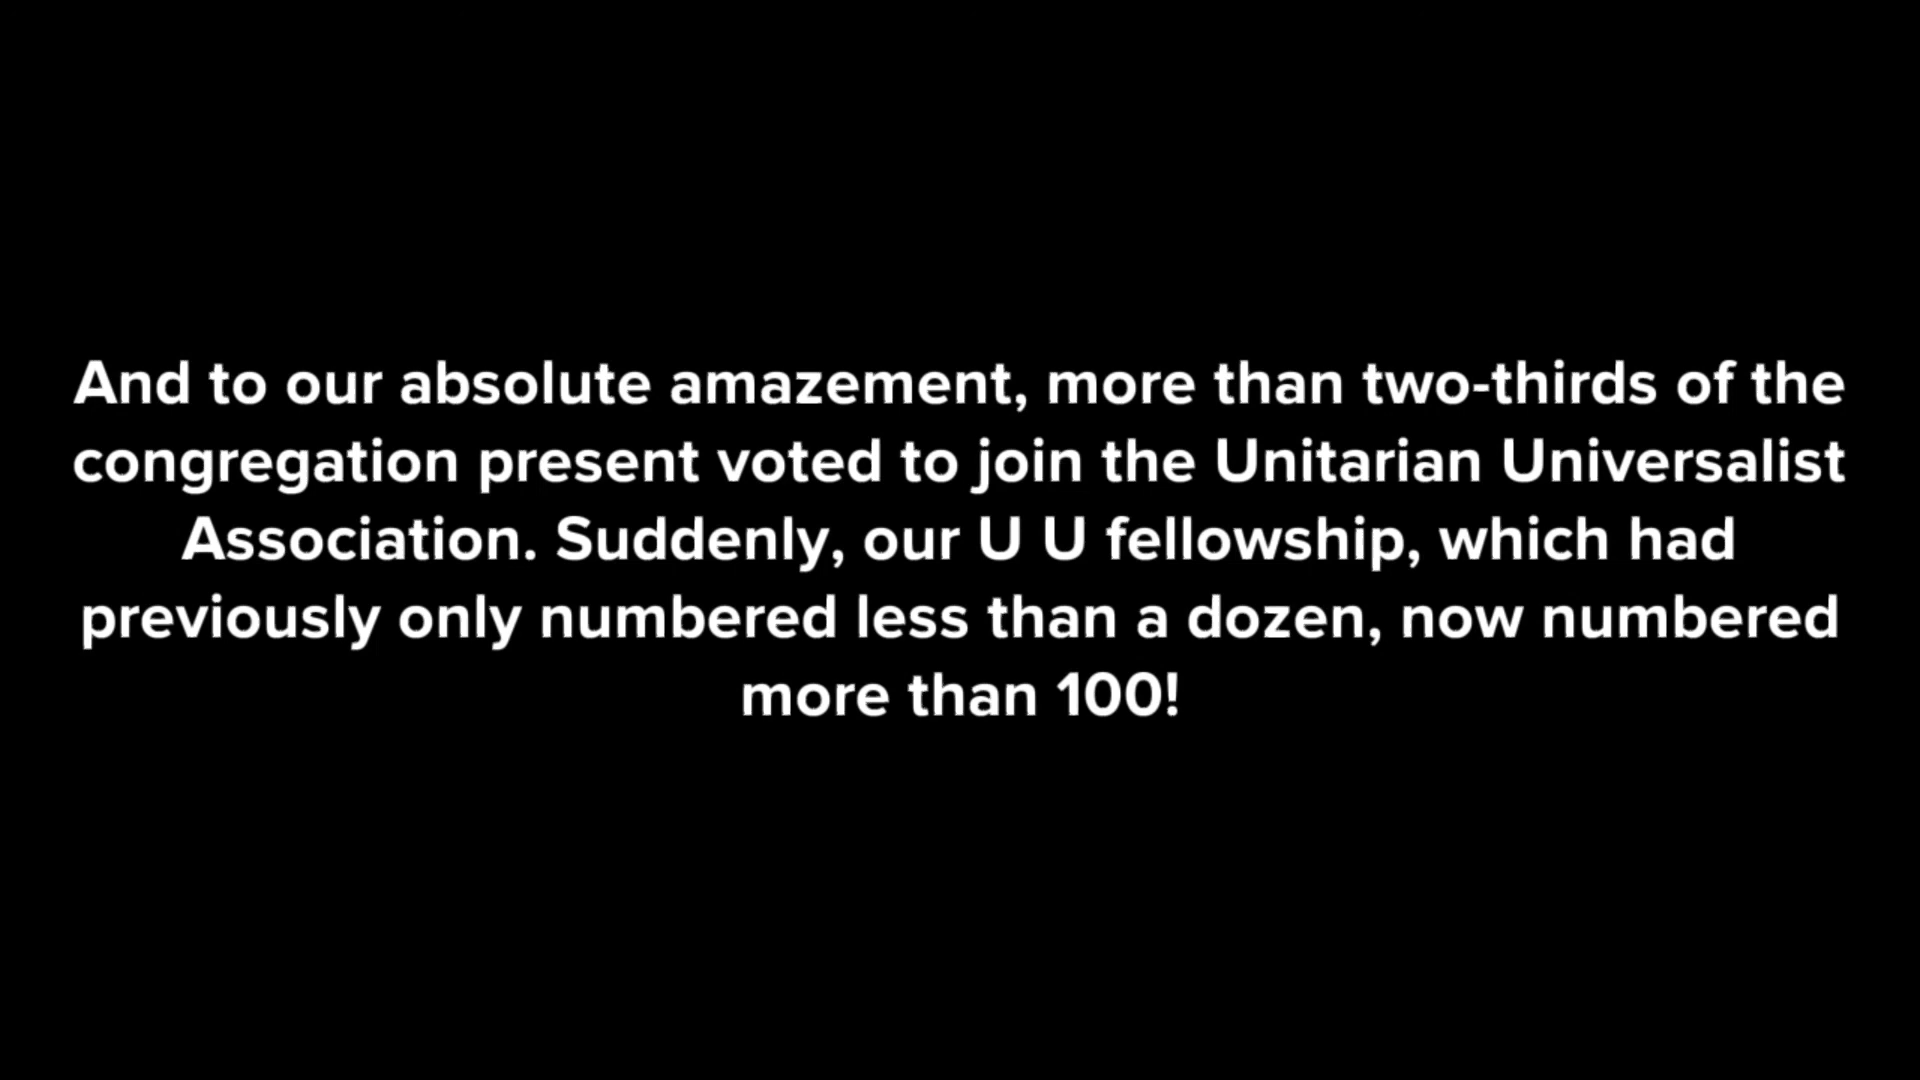 And to our absolute amazement, more than two-thirds of the
congregation present voted to join the Unitarian Universalist
Association. Suddenly, our U U fellowship, which had
previously only numbered less than a dozen, now numbered
more than 100!